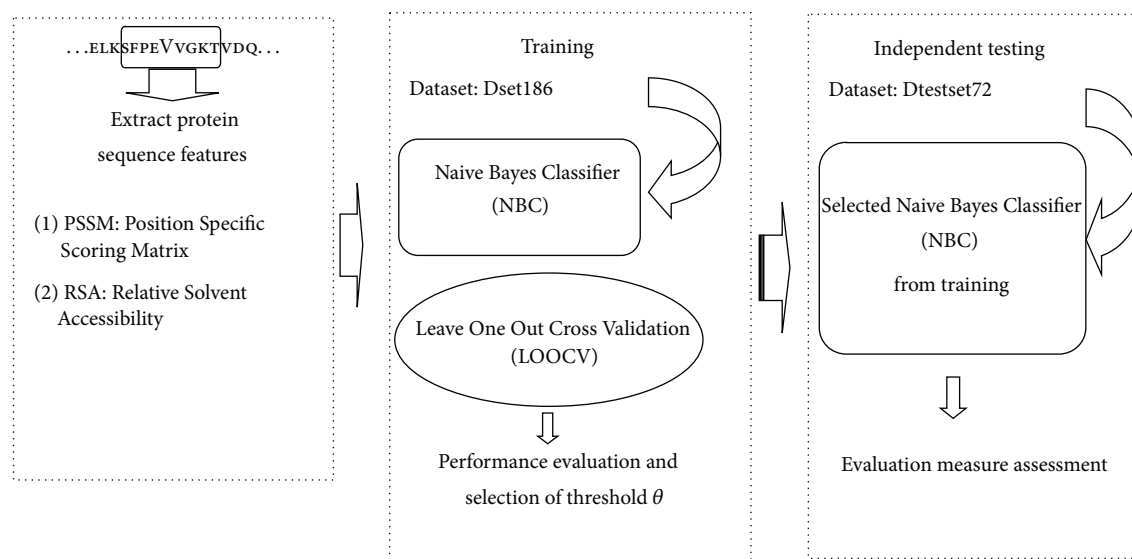 ...ELKSFPEVVGKTVDQ...
Extract protein
sequence features
(1) PSSM: Position Specific
Scoring Matrix
(2) RSA: Relative Solvent
Accessibility
Training
Dataset: Dset186
Naive Bayes Classifier
(NBC)
Leave One Out Cross Validation
(LOOCV)
Performance evaluation and
selection of threshold θ
Independent testing
Dataset: Dtestset72
Selected Naive Bayes Classifier
(NBC)
from training
Evaluation measure assessment